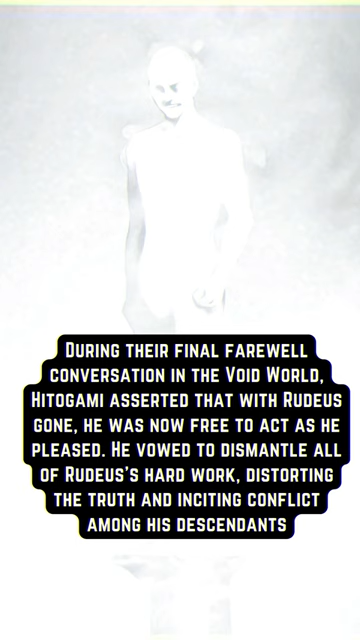 During their final farewell
conversation in the Void World,
Hitogami asserted that with Rudeus
gone, he was now free to act as he
pleased. He vowed to dismantle all
of Rudeus's hard work, distorting
the truth and inciting conflict
among his descendants